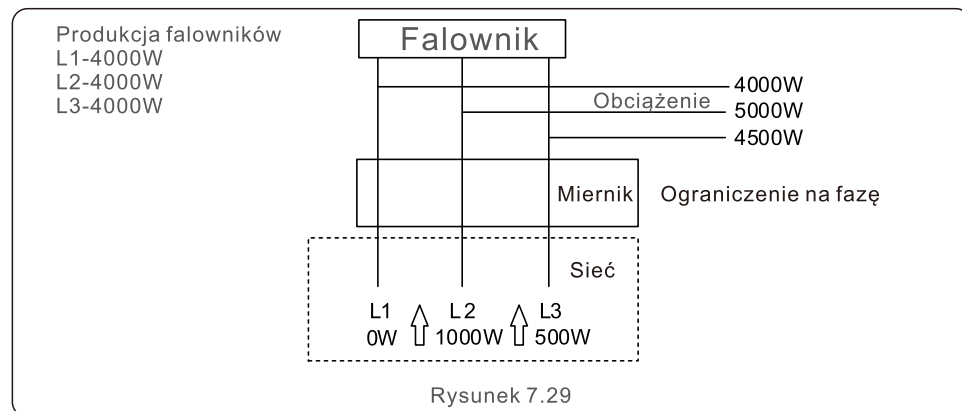 Produkcja falowników
L1-4000W
L2-4000W
L3-4000W
Falownik
4000W
Obciążenie
5000W
4500W
Miernik
Ograniczenie na fazę
Sieć
L1 L2 L3
0W 1000W 500W
Rysunek 7.29